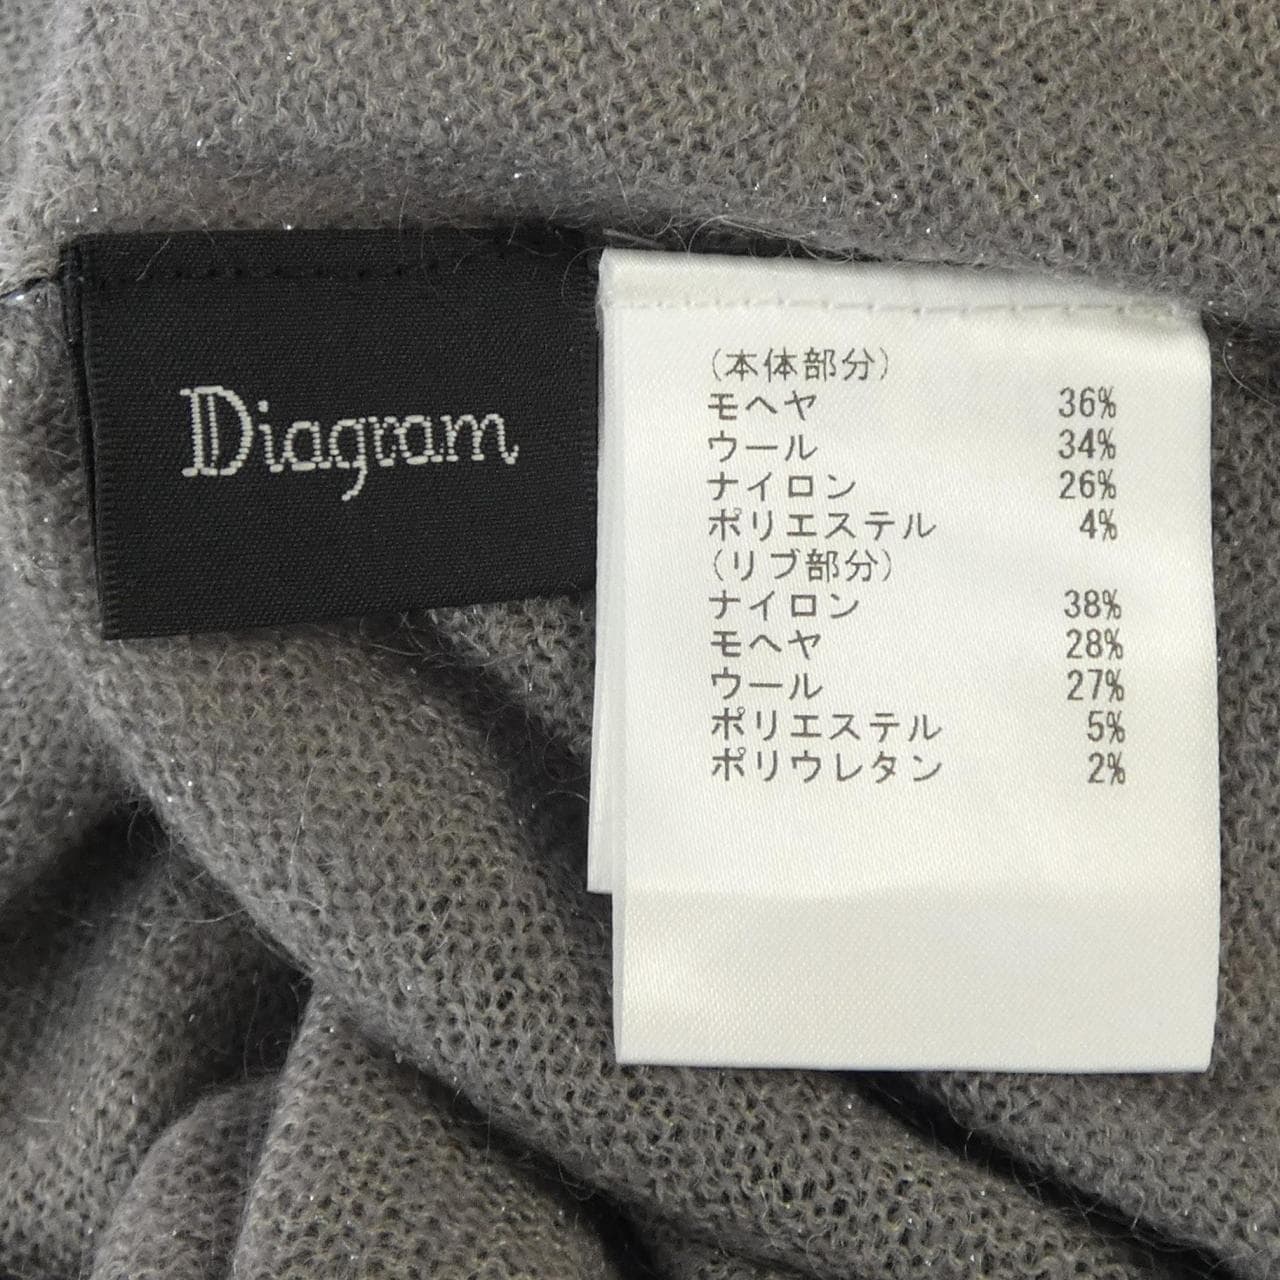 Diagram
(本体部分)
モヘヤ 36%
ウール 34%
ナイロン 26%
ポリエステル 4%
(リブ部分)
ナイロン 38%
モヘヤ 28%
ウール 27%
ポリエステル 5%
ポリウレタン 2%